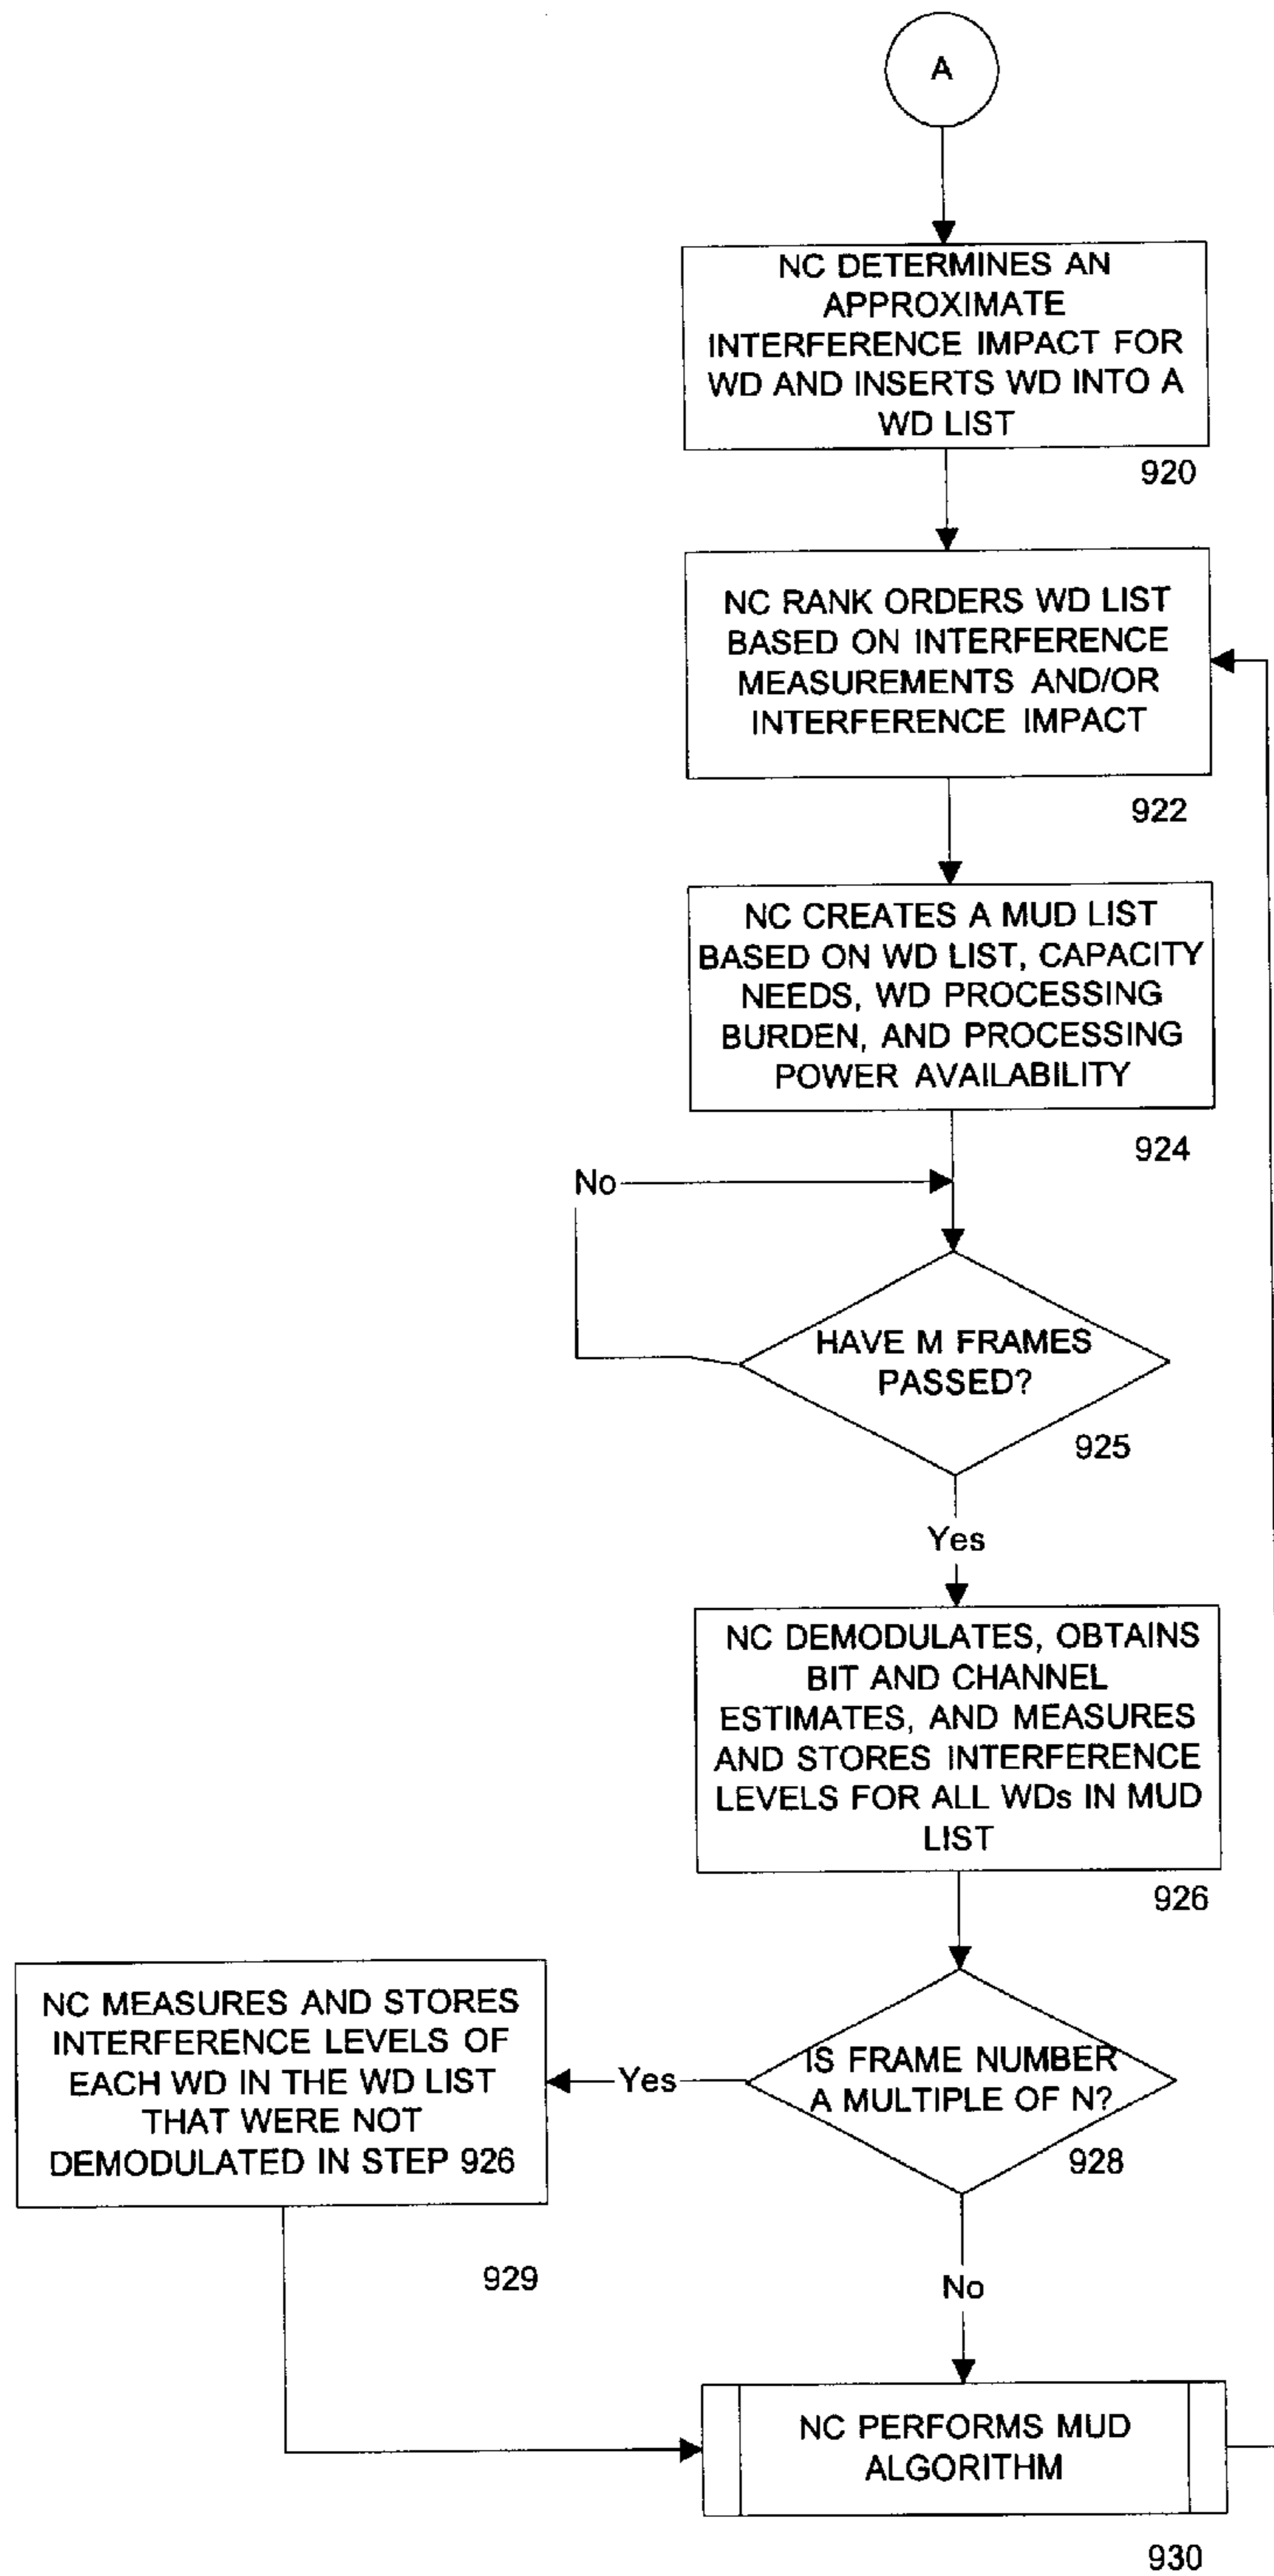 A
NC DETERMINES AN
APPROXIMATE
INTERFERENCE IMPACT FOR
WD AND INSERTS WD INTO A
WD LIST
920
NC RANK ORDERS WD LIST
BASED ON INTERFERENCE
MEASUREMENTS AND/OR
INTERFERENCE IMPACT
922
NC CREATES A MUD LIST
BASED ON WD LIST, CAPACITY
NEEDS, WD PROCESSING
BURDEN, AND PROCESSING
POWER AVAILABILITY
924
No
HAVE M FRAMES
PASSED?
925
Yes
NC DEMODULATES, OBTAINS
BIT AND CHANNEL
ESTIMATES, AND MEASURES
AND STORES INTERFERENCE
LEVELS FOR ALL WDs IN MUD
LIST
926
IS FRAME NUMBER
A MULTIPLE OF N?
928
Yes
NC MEASURES AND STORES
INTERFERENCE LEVELS OF
EACH WD IN THE WD LIST
THAT WERE NOT
DEMODULATED IN STEP 926
929
No
NC PERFORMS MUD
ALGORITHM
930